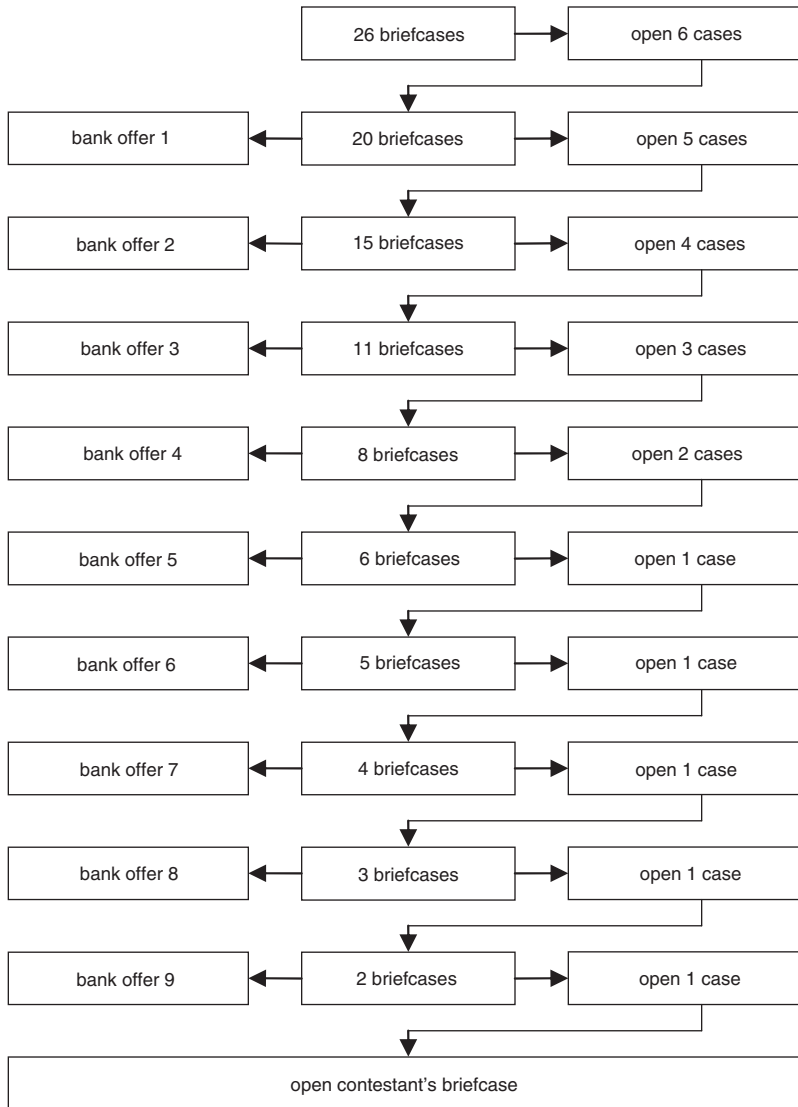 26 briefcases open 6 cases
bank offer 1 20 briefcases open 5 cases
bank offer 2 15 briefcases open 4 cases
bank offer 3 11 briefcases open 3 cases
bank offer 4 8 briefcases open 2 cases
bank offer 5 6 briefcases open 1 case
bank offer 6 5 briefcases open 1 case
bank offer 7 4 briefcases open 1 case
bank offer 8 3 briefcases open 1 case
bank offer 9 2 briefcases open 1 case
open contestant's briefcase